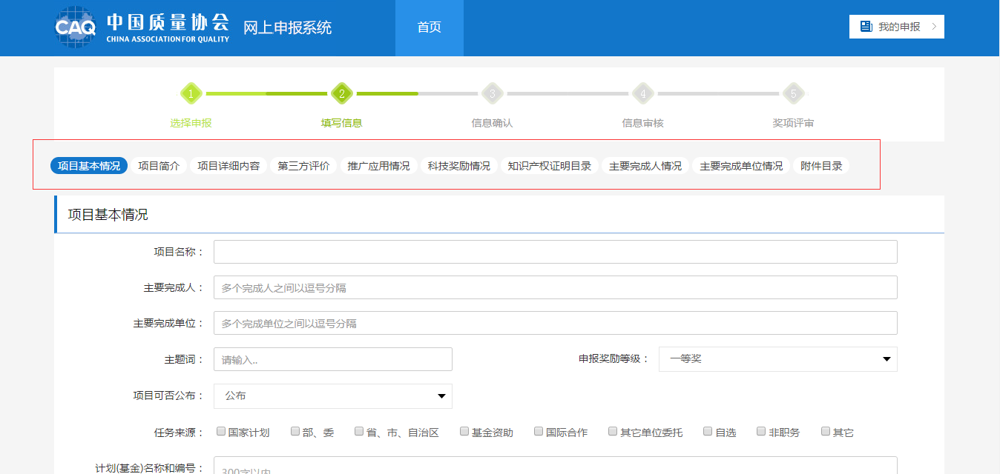 CAQ 中国质量协会 网上申报系统 首页 我的申报
CHINA ASSOCIATION FOR QUALITY
1 2 3 4 5
选择申报 填写信息 信息确认 信息审核 奖项评审
项目基本情况 项目简介 项目详细内容 第三方评价 推广应用情况 科技奖励情况 知识产权证明目录 主要完成人情况 主要完成单位情况 附件目录
项目基本情况
项目名称：
主要完成人： 多个完成人之间以逗号分隔
主要完成单位： 多个完成单位之间以逗号分隔
主题词： 请输入.. 申报奖励等级： 一等奖
项目可否公布： 公布
任务来源： 国家计划 部、委 省、市、自治区 基金资助 国际合作 其它单位委托 自选 非职务 其它
计划(基金)名称和编号： 300字以内